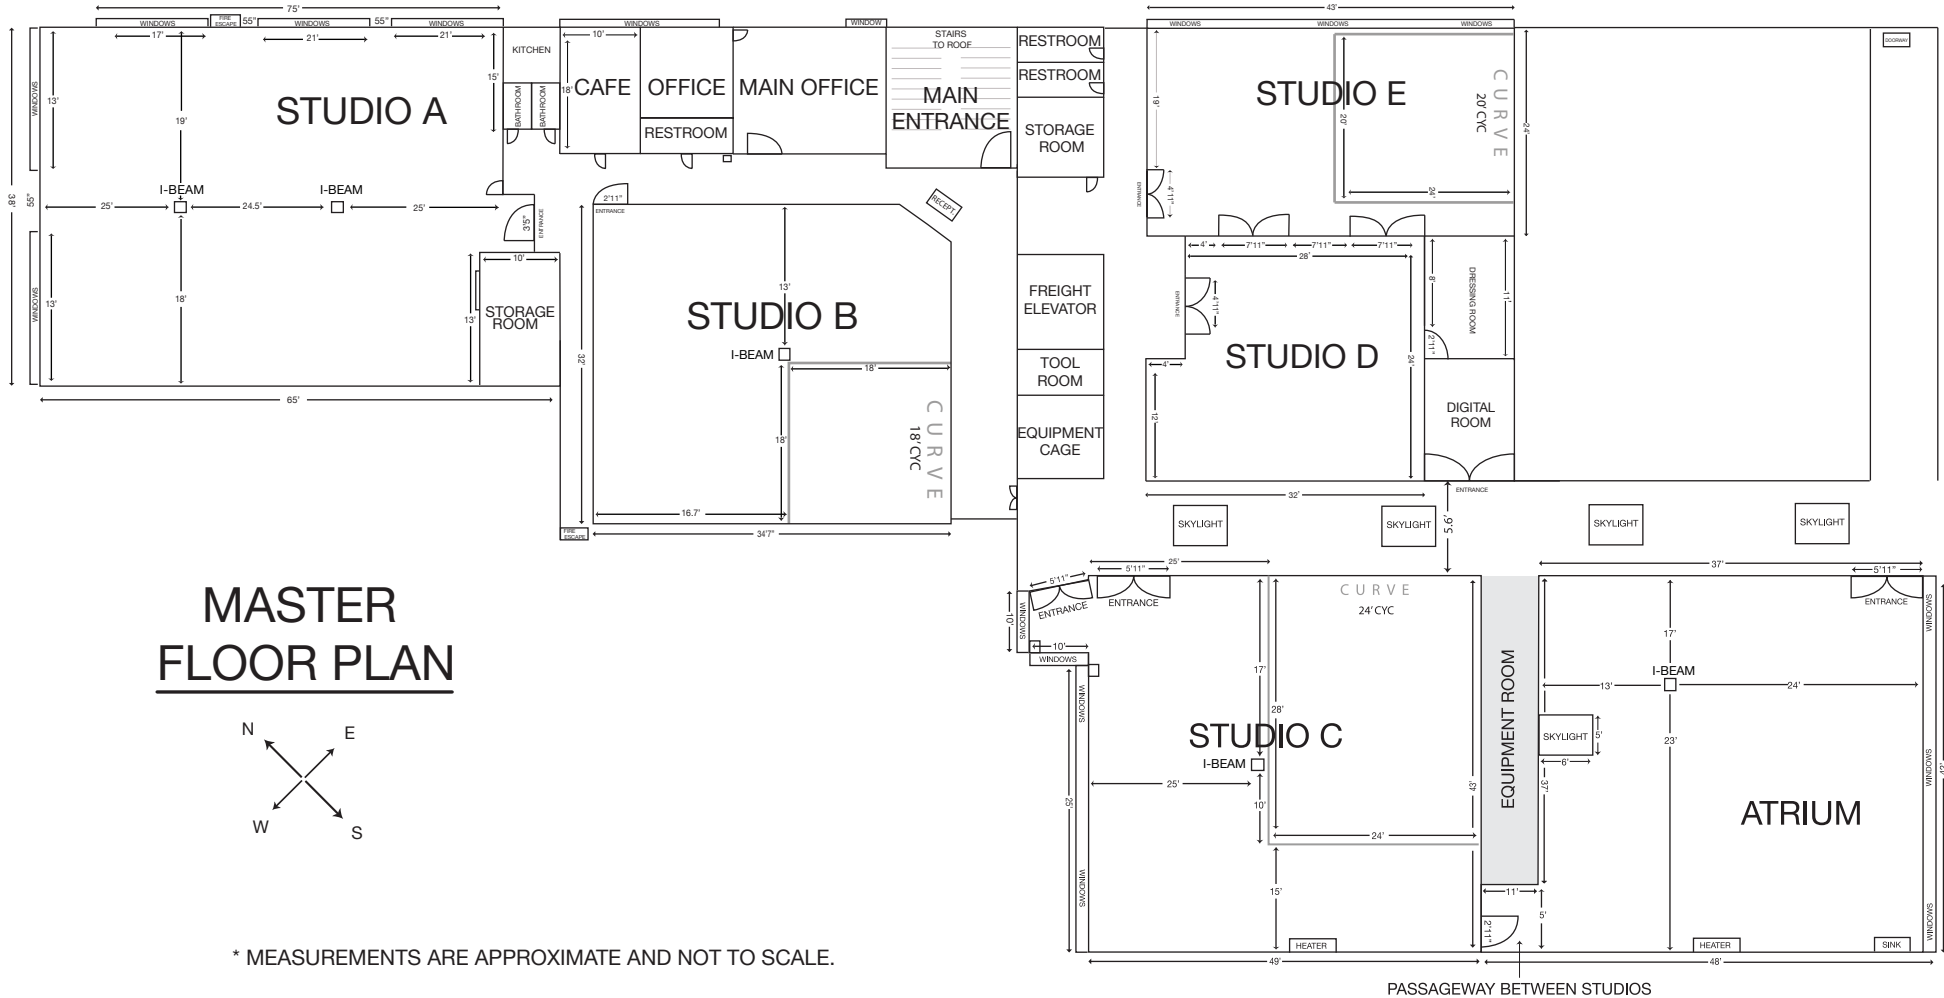 75'
WINDOWS
FIRE
ESCAPE
55"
WINDOWS
55"
WINDOWS
17'
21'
21'
38'
WINDOWS
13'
19'
15'
STUDIO A
I-BEAM
I-BEAM
25'
24.5'
25'
55"
WINDOWS
13'
18'
65'
KITCHEN
BATHROOM
BATHROOM
3'5"
ENTRANCE
10'
13'
STORAGE
ROOM
WINDOWS
10'
18'
CAFE
OFFICE
RESTROOM
WINDOW
MAIN OFFICE
STAIRS
TO ROOF
MAIN
ENTRANCE
RESTROOM
RESTROOM
STORAGE
ROOM
2'11"
ENTRANCE
RECEPT.
32'
13'
STUDIO B
I-BEAM
18'
18'
CURVE
18' CYC
16.7'
34'7"
FIRE
ESCAPE
FREIGHT
ELEVATOR
TOOL
ROOM
EQUIPMENT
CAGE
43'
WINDOWS
WINDOWS
WINDOWS
19'
STUDIO E
20'
CURVE
20' CYC
24'
24'
4'11"
ENTRANCE
DOORWAY
4'
7'11"
7'11"
7'11"
28'
4'11"
ENTRANCE
STUDIO D
24'
4'
12'
32'
8'
DRESSING ROOM
11'
2'11"
DIGITAL
ROOM
ENTRANCE
9'5"
SKYLIGHT
SKYLIGHT
SKYLIGHT
SKYLIGHT
25'
5'11"
5'11"
ENTRANCE
ENTRANCE
10'
WINDOWS
10'
WINDOWS
WINDOWS
25'
WINDOWS
CURVE
24' CYC
17'
28'
STUDIO C
I-BEAM
25'
10'
43'
24'
15'
HEATER
49'
EQUIPMENT ROOM
11'
2'11"
5'
37'
5'11"
ENTRANCE
WINDOWS
17'
I-BEAM
13'
24'
SKYLIGHT
5'
6'
37'
23'
WINDOWS
42'
ATRIUM
WINDOWS
HEATER
SINK
48'
PASSAGEWAY BETWEEN STUDIOS
MASTER
FLOOR PLAN
N
E
W
S
* MEASUREMENTS ARE APPROXIMATE AND NOT TO SCALE.